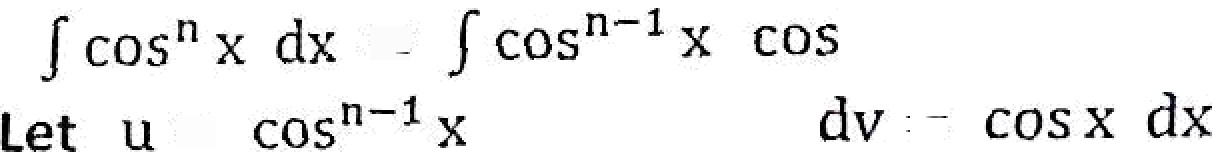 ∫ cosⁿ x dx - ∫ cosⁿ⁻¹ x cos
Let u cosⁿ⁻¹ x dv - cos x dx